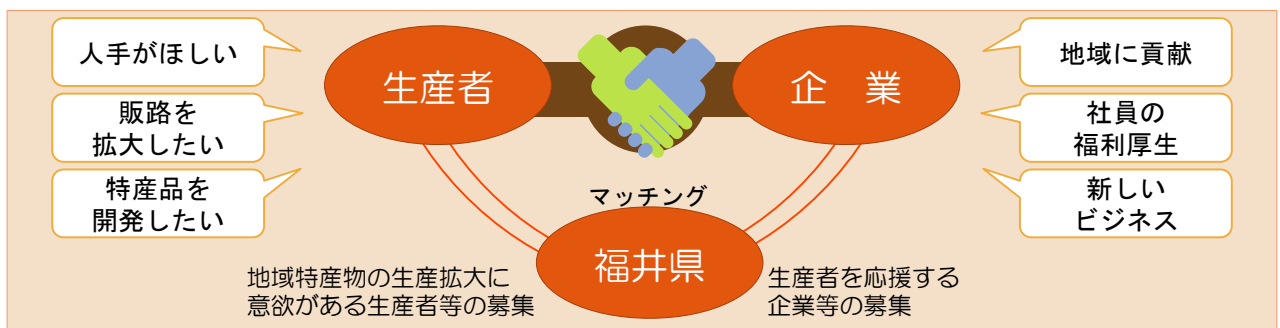 人手がほしい
販路を
拡大したい
特産品を
開発したい
生産者
企　業
地域に貢献
社員の
福利厚生
新しい
ビジネス
マッチング
福井県
地域特産物の生産拡大に
意欲がある生産者等の募集
生産者を応援する
企業等の募集